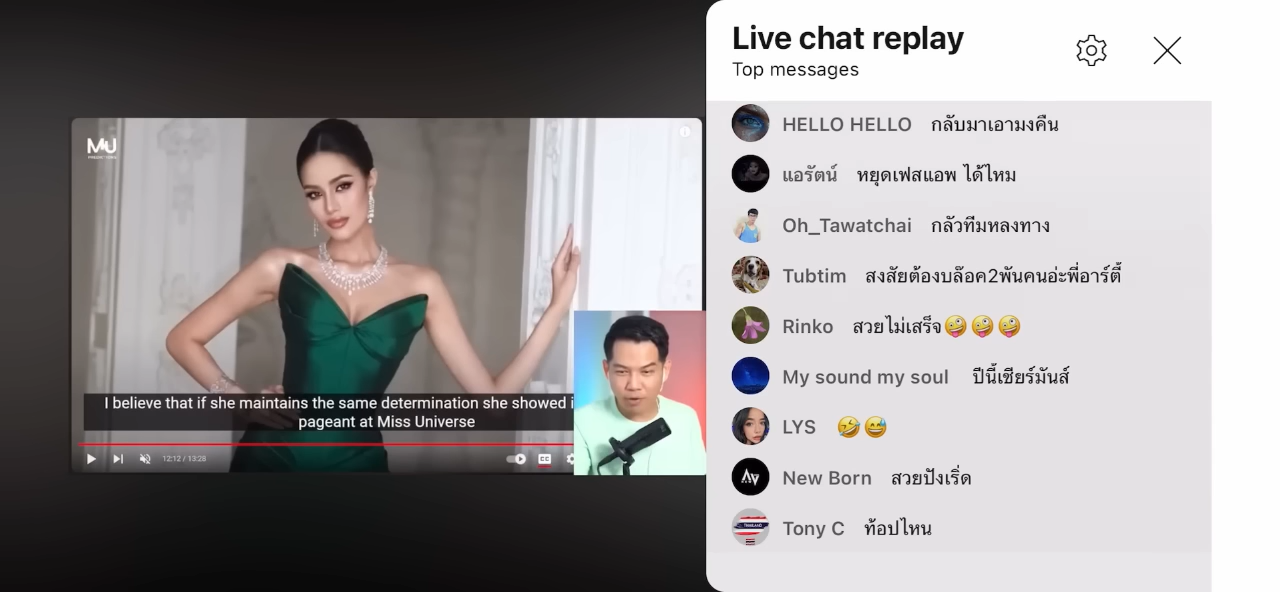 Live chat replay
Top messages
HELLO HELLO กลับมาเอามงคืน
แอรัตน์ หยุดเฟสแอพ ได้ไหม
Oh_Tawatchai กลัวทีมหลงทาง
Tubtim สงสัยต้องบล๊อค2พันคนอ่ะพี่อาร์ตี้
Rinko สวยไม่เสร็จ🤪🤪🤪
My sound my soul ปีนี้เชียร์มันส์
LYS 🤣😅
New Born สวยปังเริ่ด
Tony C ท้อปไหน
MU
I believe that if she maintains the same determination she showed i
pageant at Miss Universe
12:12 / 13:28
CC